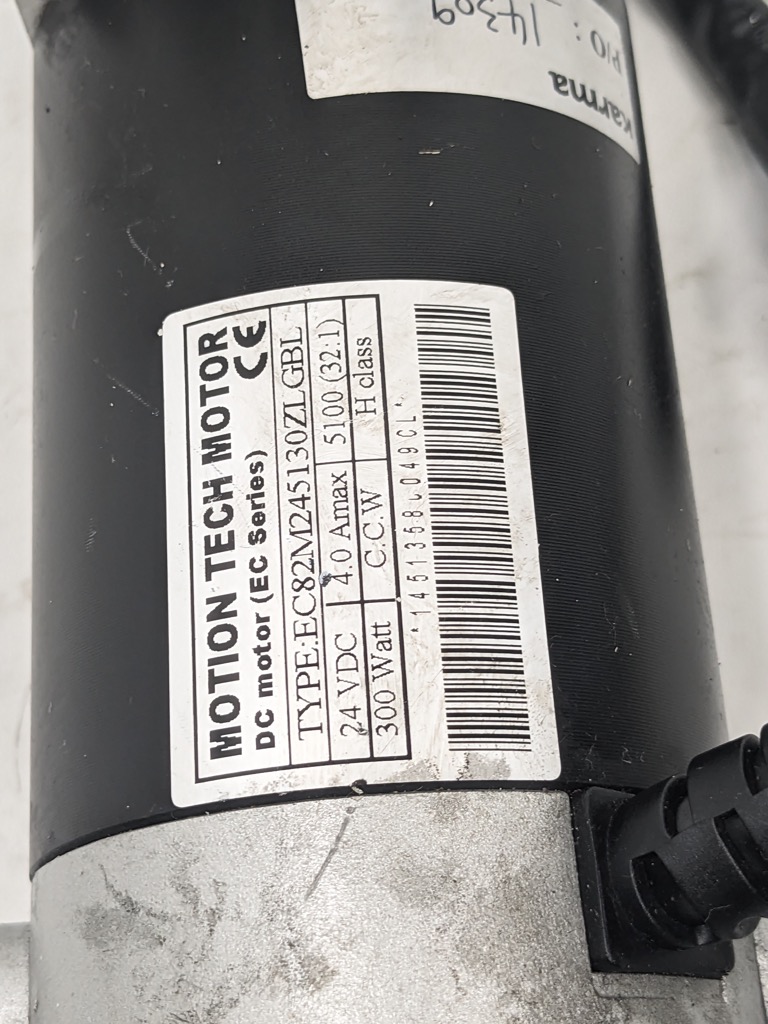 karma
P/O : 14309
MOTION TECH MOTOR
DC motor (EC Series) CE
TYPE:EC82M245130ZLGBL
24 VDC 4.0 Amax 5100 (32:1)
300 Watt C.C.W H class